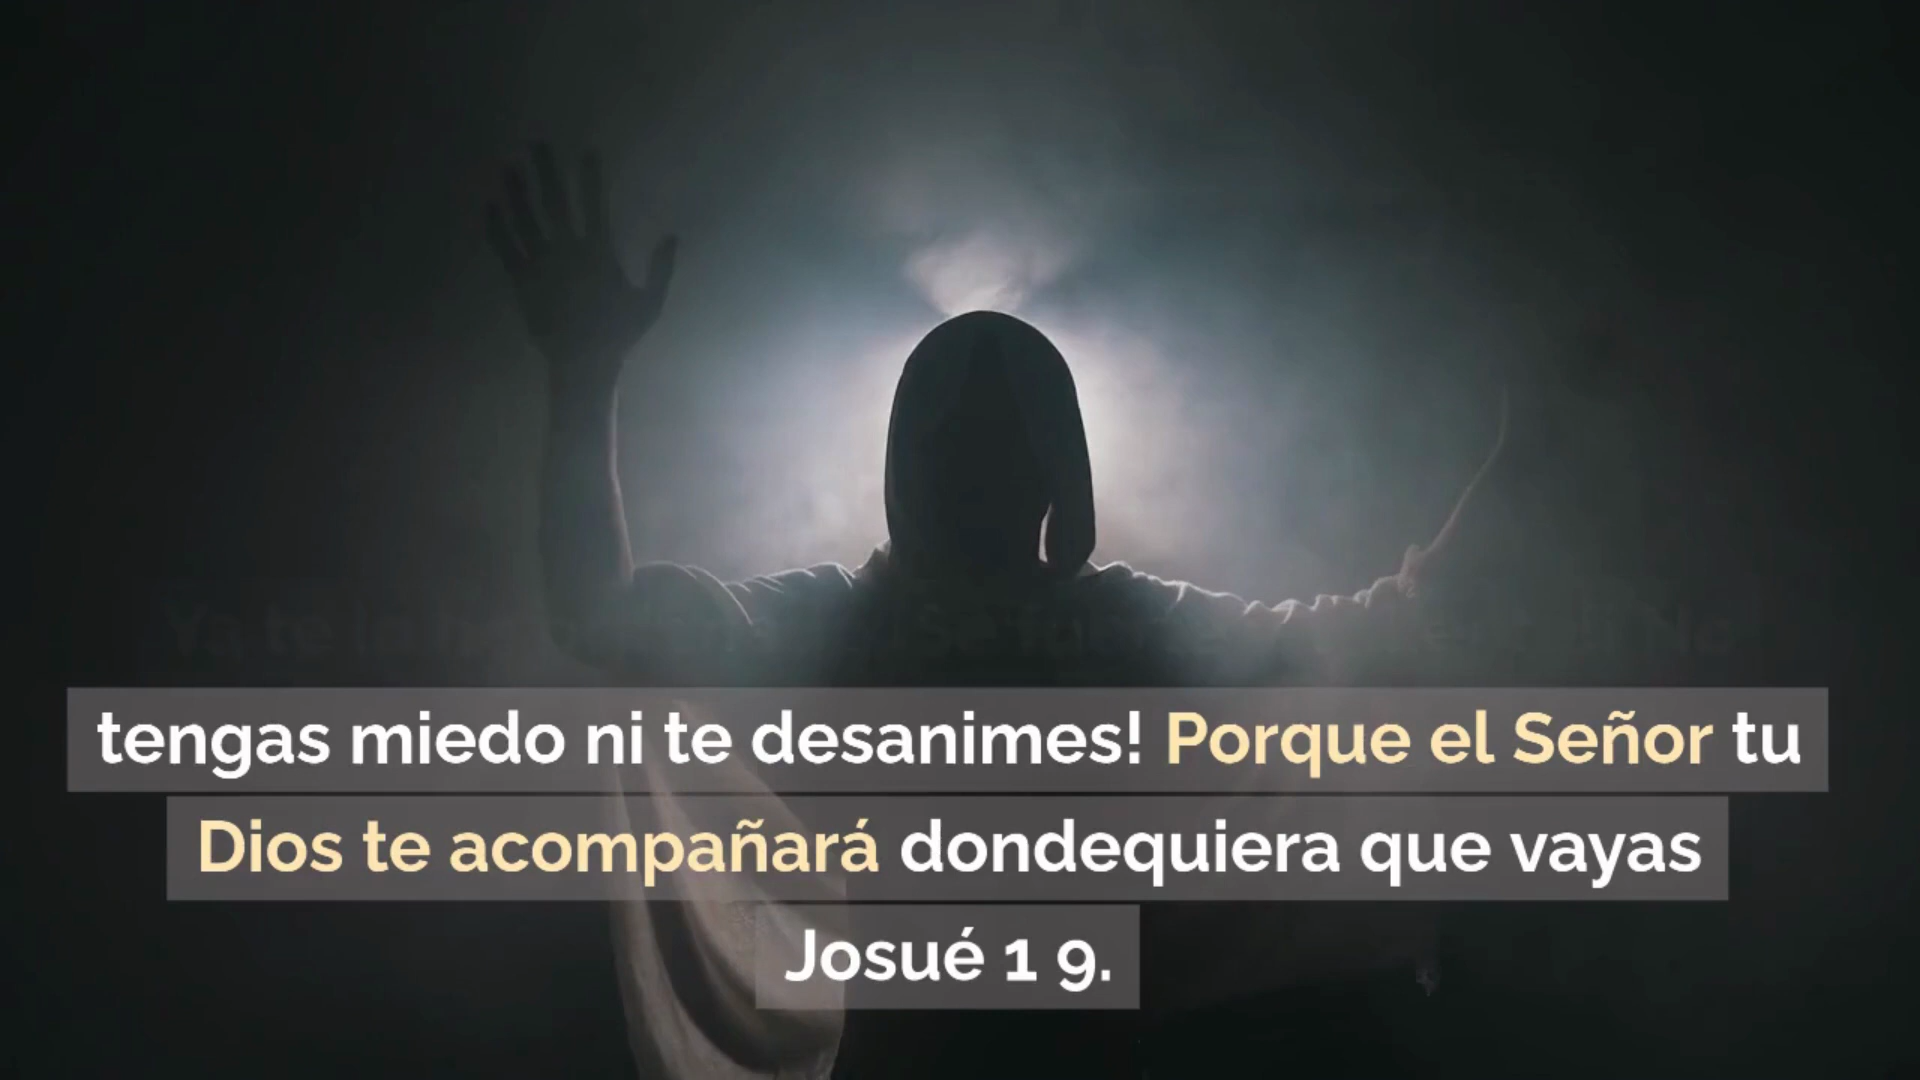 tengas miedo ni te desanimes! Porque el Señor tu
Dios te acompañará dondequiera que vayas
Josué 1 9.